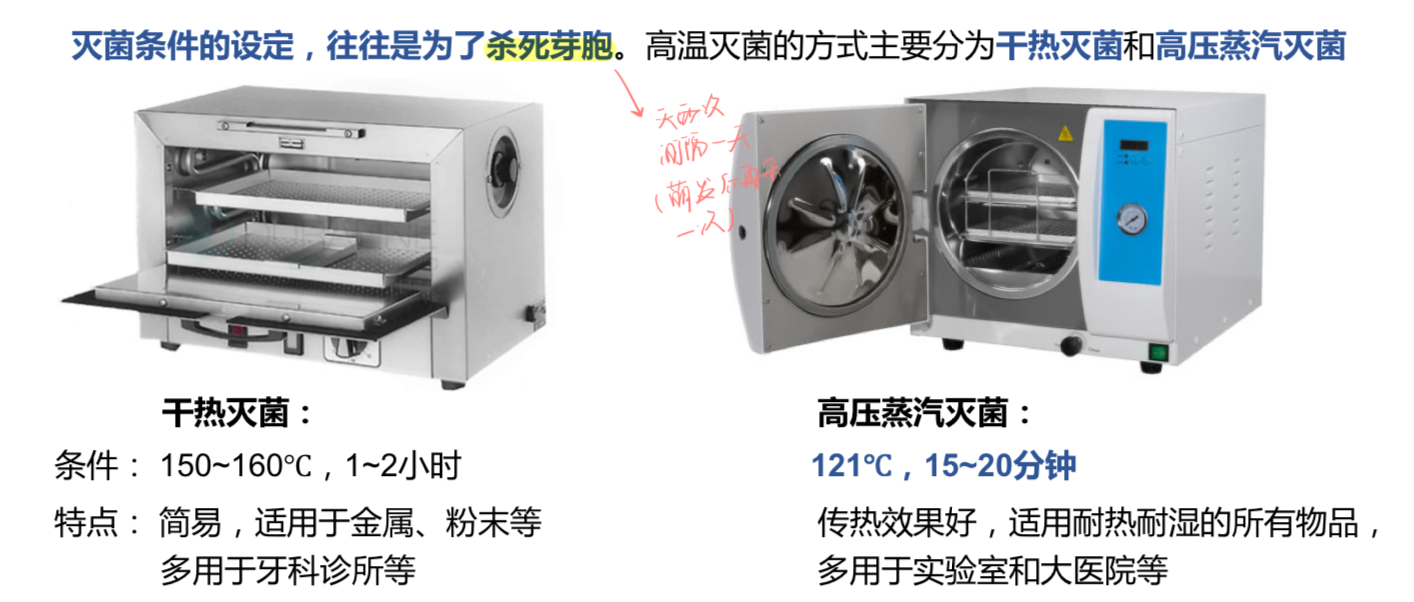 灭菌条件的设定，往往是为了杀死芽胞。高温灭菌的方式主要分为干热灭菌和高压蒸汽灭菌
间隔一天
一次）
干热灭菌：
条件： 150~160℃，1~2小时
特点： 简易，适用于金属、粉末等
多用于牙科诊所等
高压蒸汽灭菌：
121℃，15~20分钟
传热效果好，适用耐热耐湿的所有物品，
多用于实验室和大医院等